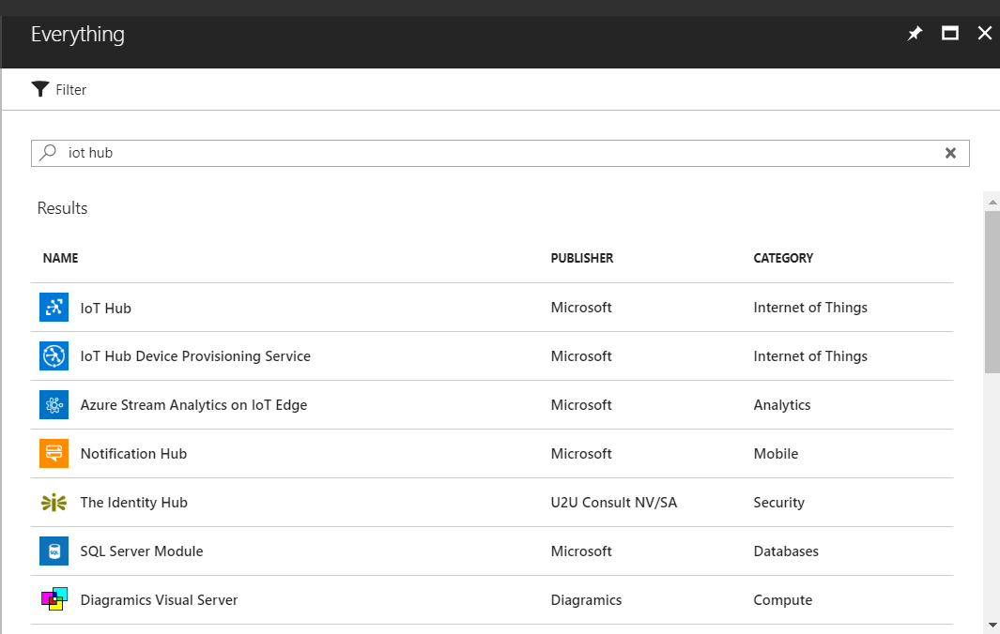 Everything
Filter
iot hub
Results
NAME PUBLISHER CATEGORY
IoT Hub Microsoft Internet of Things
IoT Hub Device Provisioning Service Microsoft Internet of Things
Azure Stream Analytics on IoT Edge Microsoft Analytics
Notification Hub Microsoft Mobile
The Identity Hub U2U Consult NV/SA Security
SQL SQL Server Module Microsoft Databases
Diagramics Visual Server Diagramics Compute